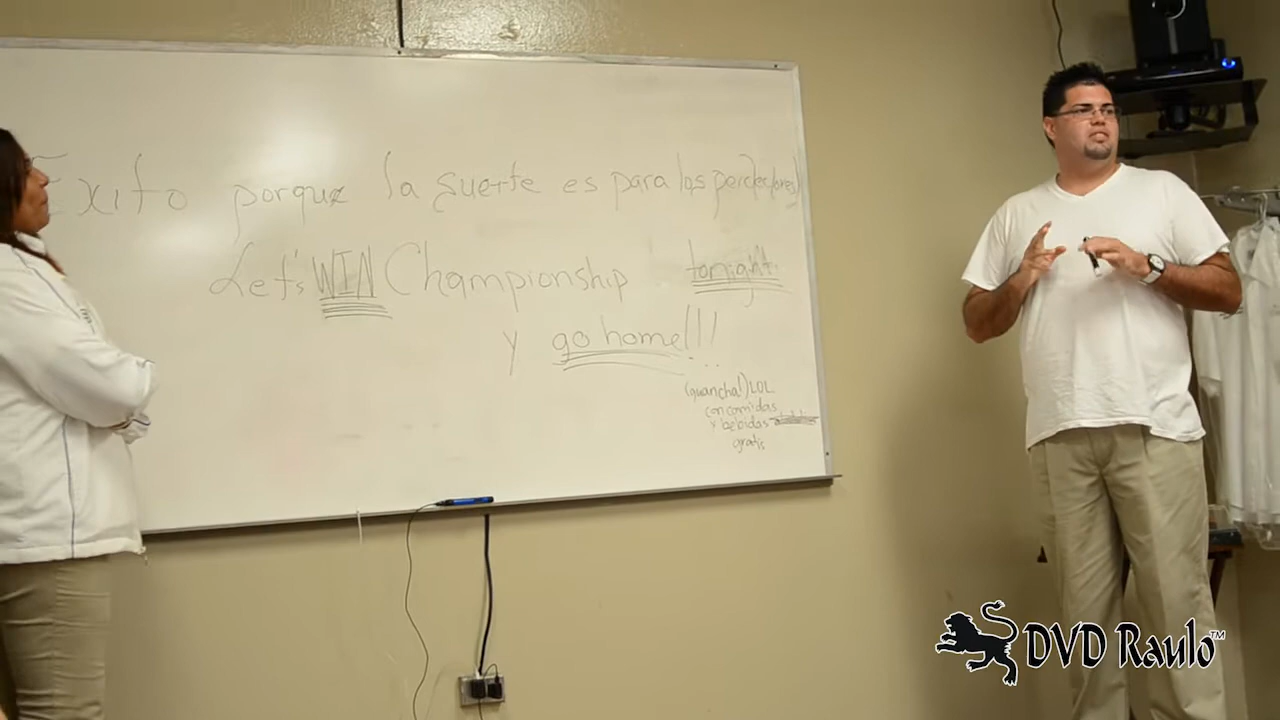 Éxito porque la suerte es para los perdedores!
Let's WIN Championship tonight
y go home!!!
(guancha!) LOL
con comidas
y bebidas
gratis
DVD Raulo™